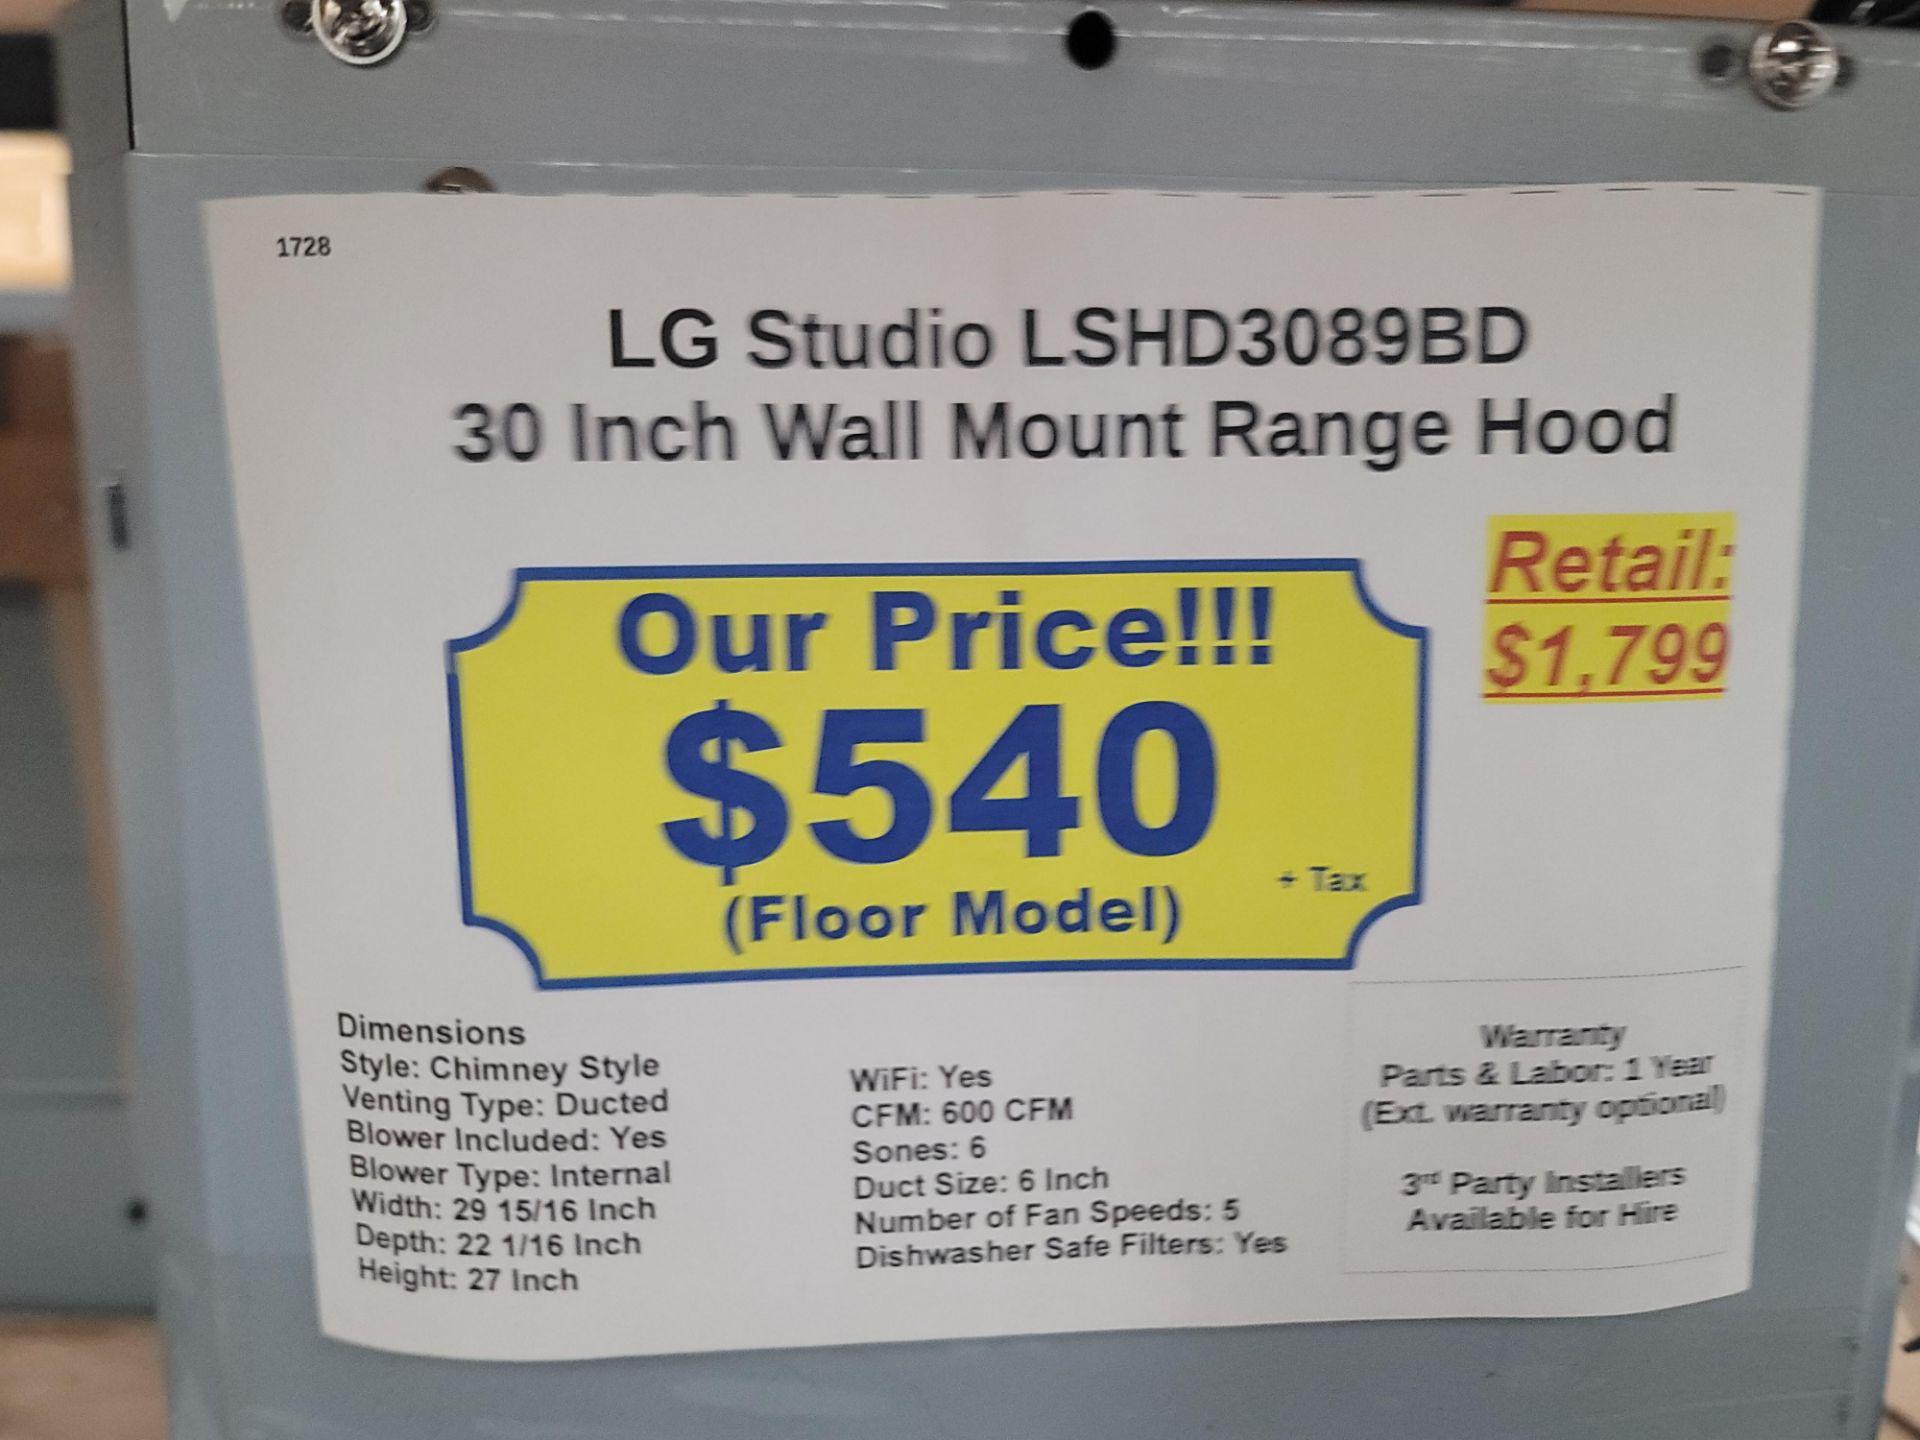 1728
LG Studio LSHD3089BD
30 Inch Wall Mount Range Hood
Retail:
$1,799
Our Price!!!
$540
+ Tax
(Floor Model)
Dimensions
Style: Chimney Style
Venting Type: Ducted
Blower Included: Yes
Blower Type: Internal
Width: 29 15/16 Inch
Depth: 22 1/16 Inch
Height: 27 Inch
WiFi: Yes
CFM: 600 CFM
Sones: 6
Duct Size: 6 Inch
Number of Fan Speeds: 5
Dishwasher Safe Filters: Yes
Warranty
Parts & Labor: 1 Year
(Ext. warranty optional)
3rd Party Installers
Available for Hire